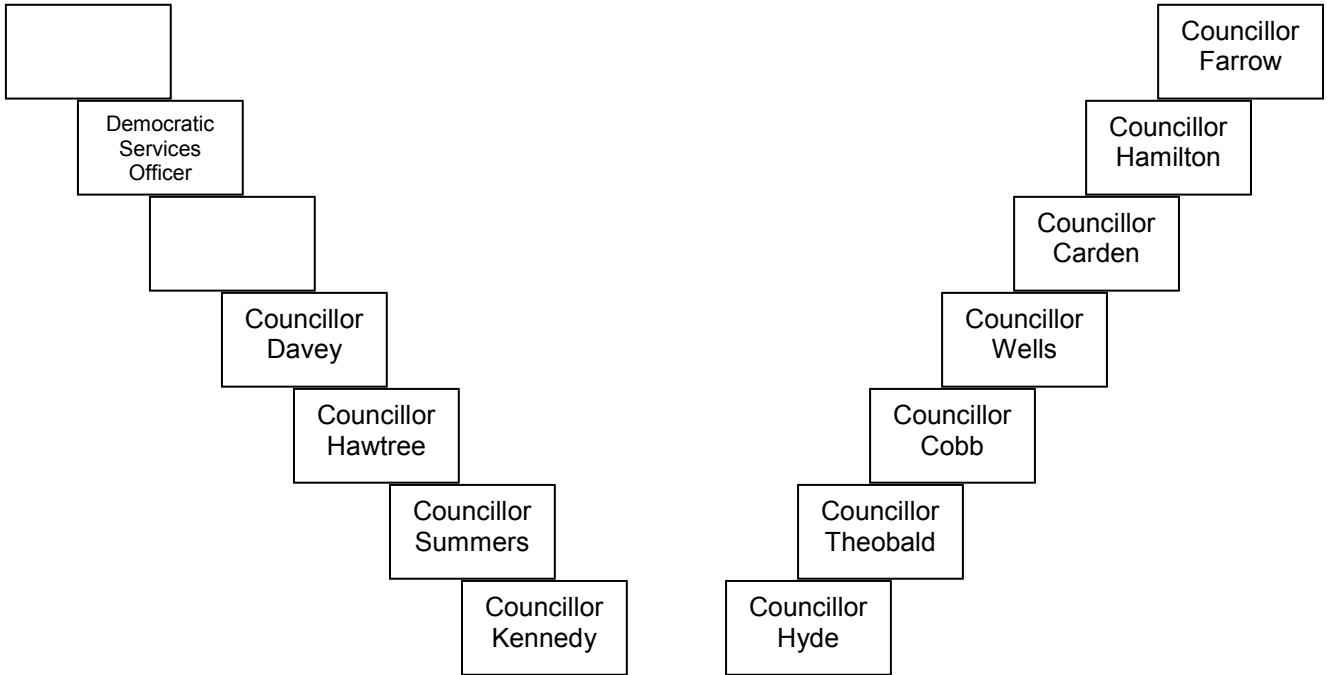 Councillor
Farrow
Democratic
Services
Officer
Councillor
Hamilton
Councillor
Carden
Councillor
Davey
Councillor
Wells
Councillor
Hawtree
Councillor
Cobb
Councillor
Summers
Councillor
Theobald
Councillor
Kennedy
Councillor
Hyde